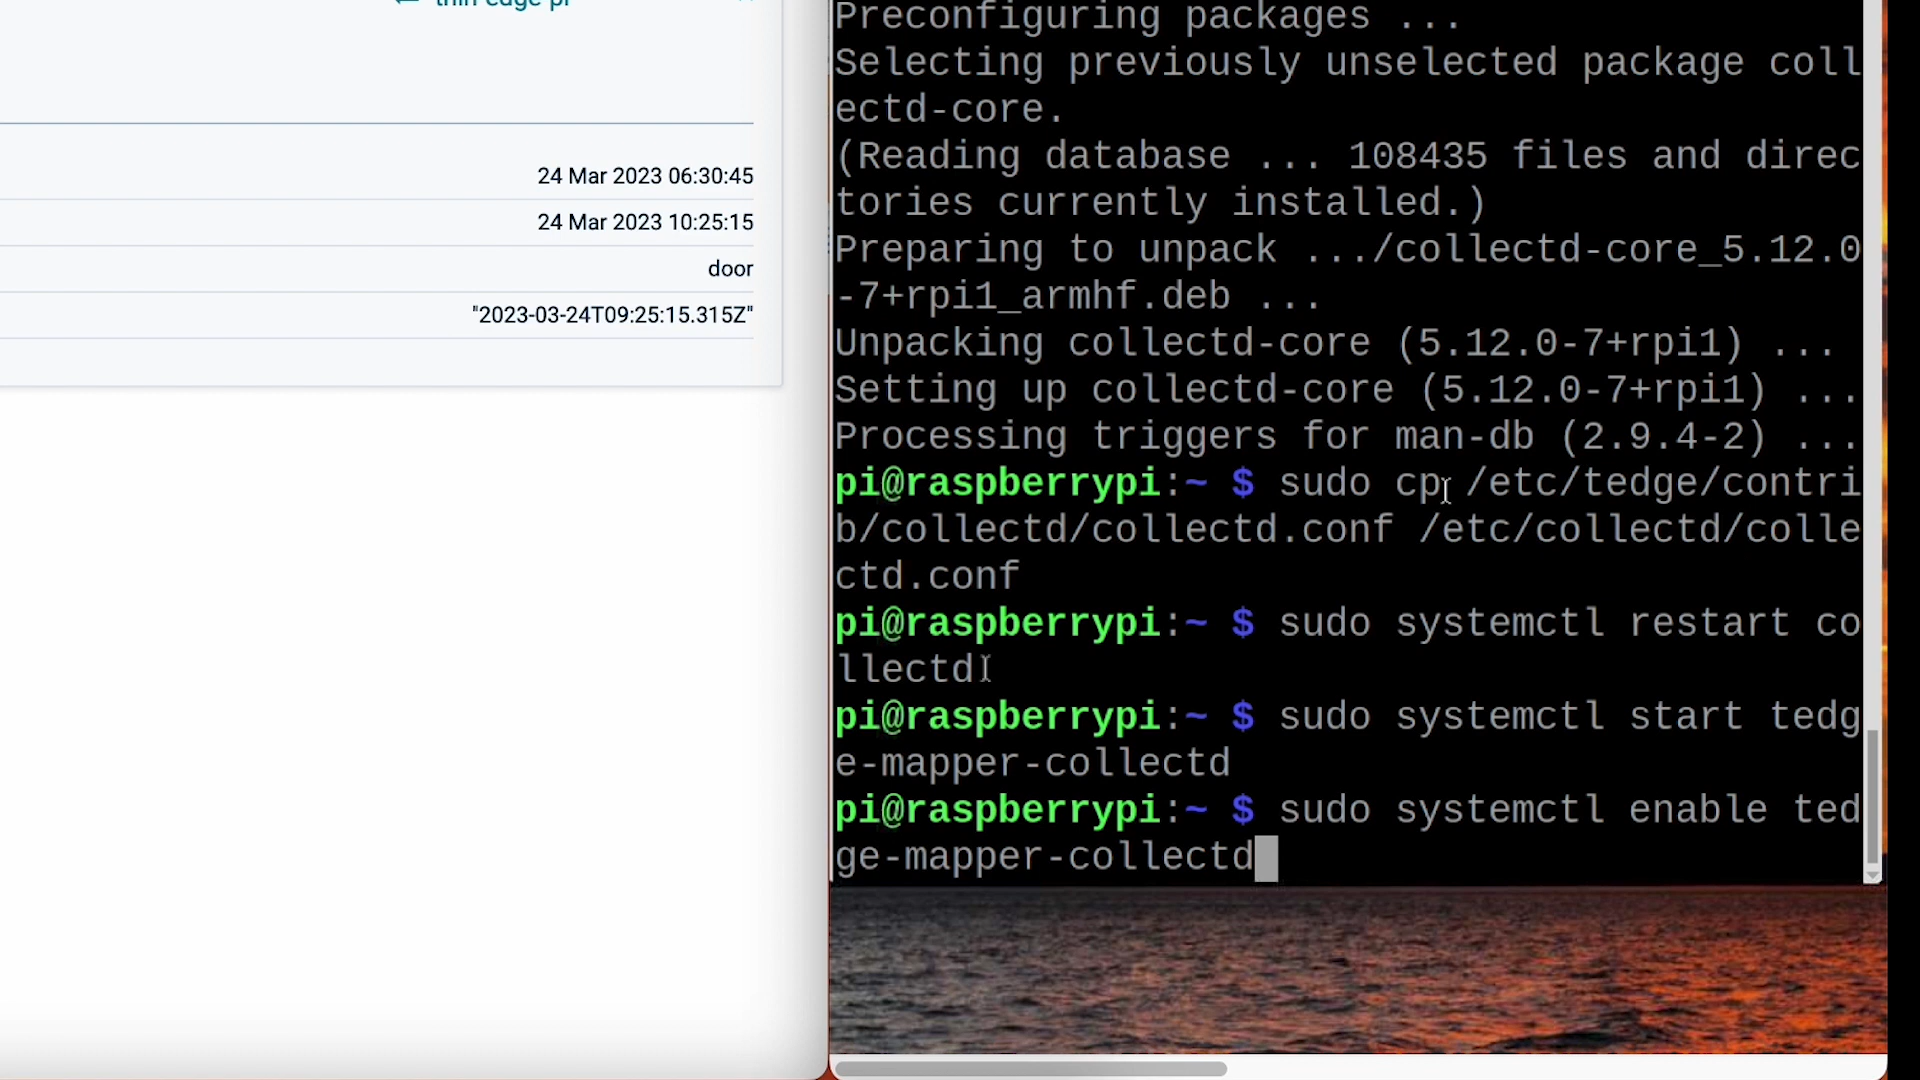 thin-edge-pi
24 Mar 2023 06:30:45
24 Mar 2023 10:25:15
door
"2023-03-24T09:25:15.315Z"
Preconfiguring packages ...
Selecting previously unselected package coll
ectd-core.
(Reading database ... 108435 files and direc
tories currently installed.)
Preparing to unpack .../collectd-core_5.12.0
-7+rpi1_armhf.deb ...
Unpacking collectd-core (5.12.0-7+rpi1) ...
Setting up collectd-core (5.12.0-7+rpi1) ...
Processing triggers for man-db (2.9.4-2) ...
pi@raspberrypi:~ $ sudo cp /etc/tedge/contri
b/collectd/collectd.conf /etc/collectd/colle
ctd.conf
pi@raspberrypi:~ $ sudo systemctl restart co
llectd
pi@raspberrypi:~ $ sudo systemctl start tedg
e-mapper-collectd
pi@raspberrypi:~ $ sudo systemctl enable ted
ge-mapper-collectd